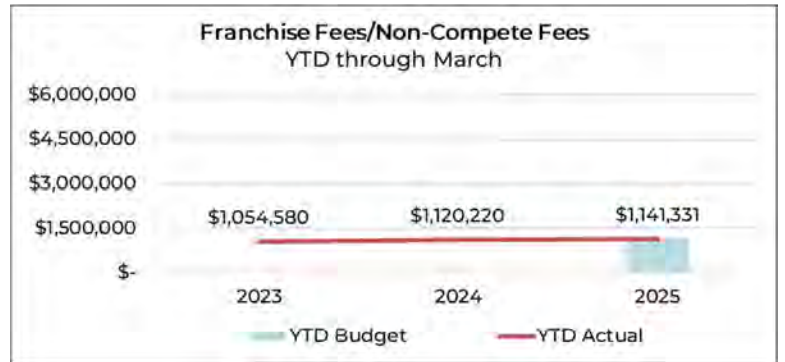 Franchise Fees/Non-Compete Fees
YTD through March
$6,000,000
$4,500,000
$3,000,000
$1,500,000
$-
$1,054,580
$1,120,220
$1,141,331
2023
2024
2025
YTD Budget
YTD Actual